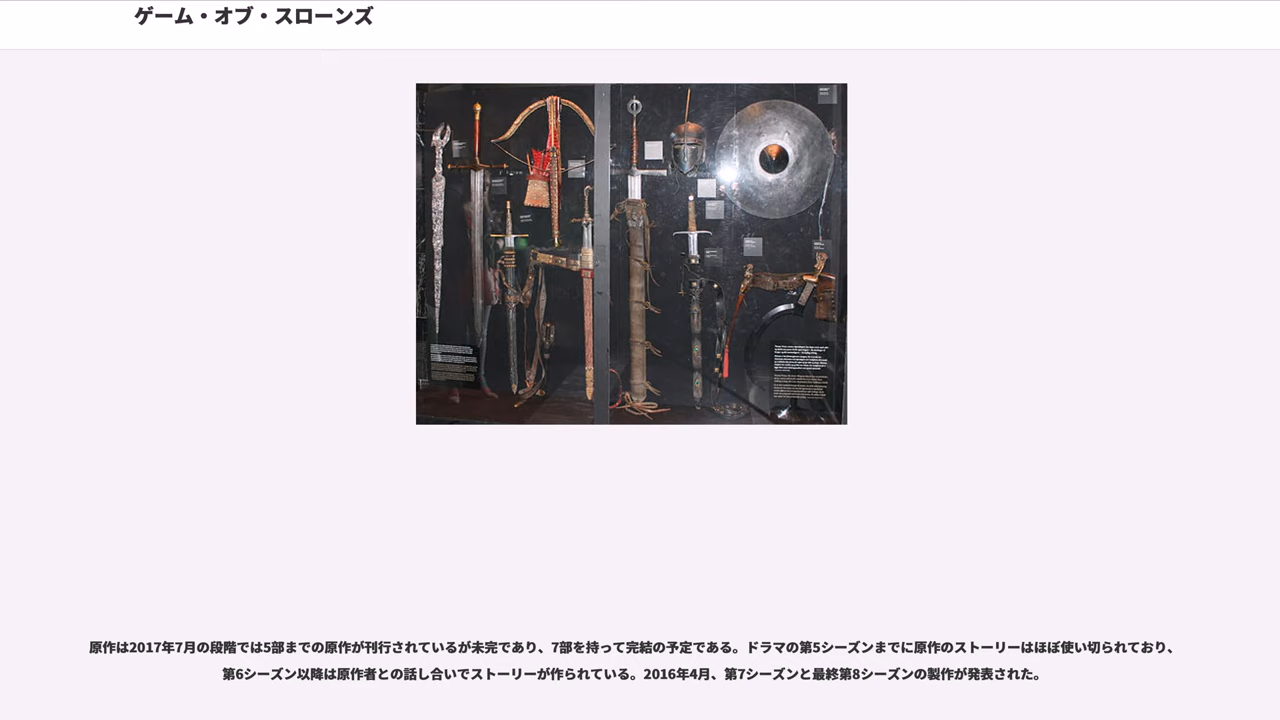 ゲーム・オブ・スローンズ
原作は2017年7月の段階では5部までの原作が刊行されているが未完であり、7部を持って完結の予定である。ドラマの第5シーズンまでに原作のストーリーはほぼ使い切られており、
第6シーズン以降は原作者との話し合いでストーリーが作られている。2016年4月、第7シーズンと最終第8シーズンの製作が発表された。